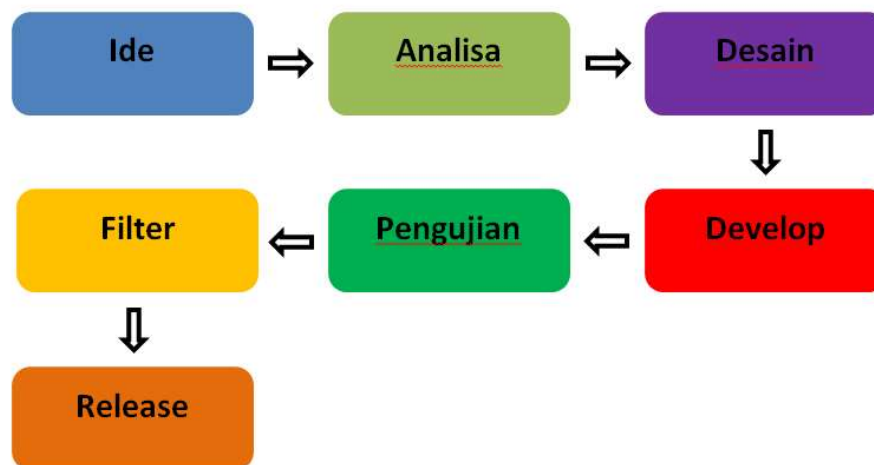 Ide
Analisa
Desain
Develop
Pengujian
Filter
Release